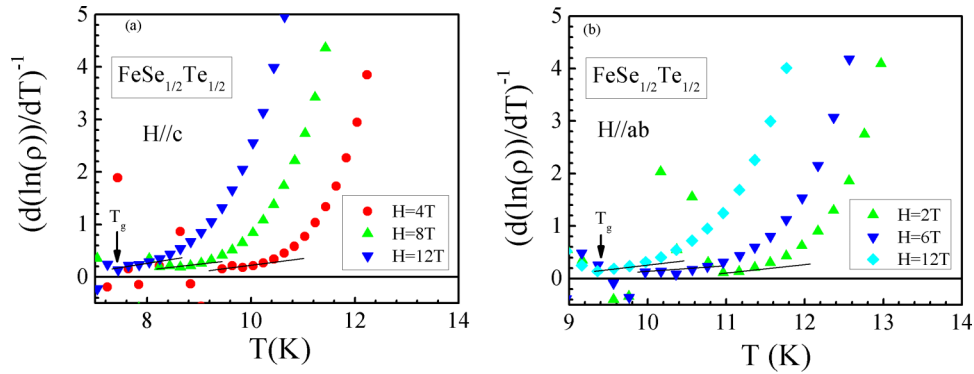 (a)
FeSe1/2Te1/2
H//c
(d(ln(ρ))/dT)-1
Tg
H=4T
H=8T
H=12T
5
4
3
2
1
0
8
10
12
14
T(K)
(b)
FeSe1/2Te1/2
H//ab
(d(ln(ρ))/dT)-1
Tg
H=2T
H=6T
H=12T
5
4
3
2
1
0
9
10
11
12
13
14
T (K)